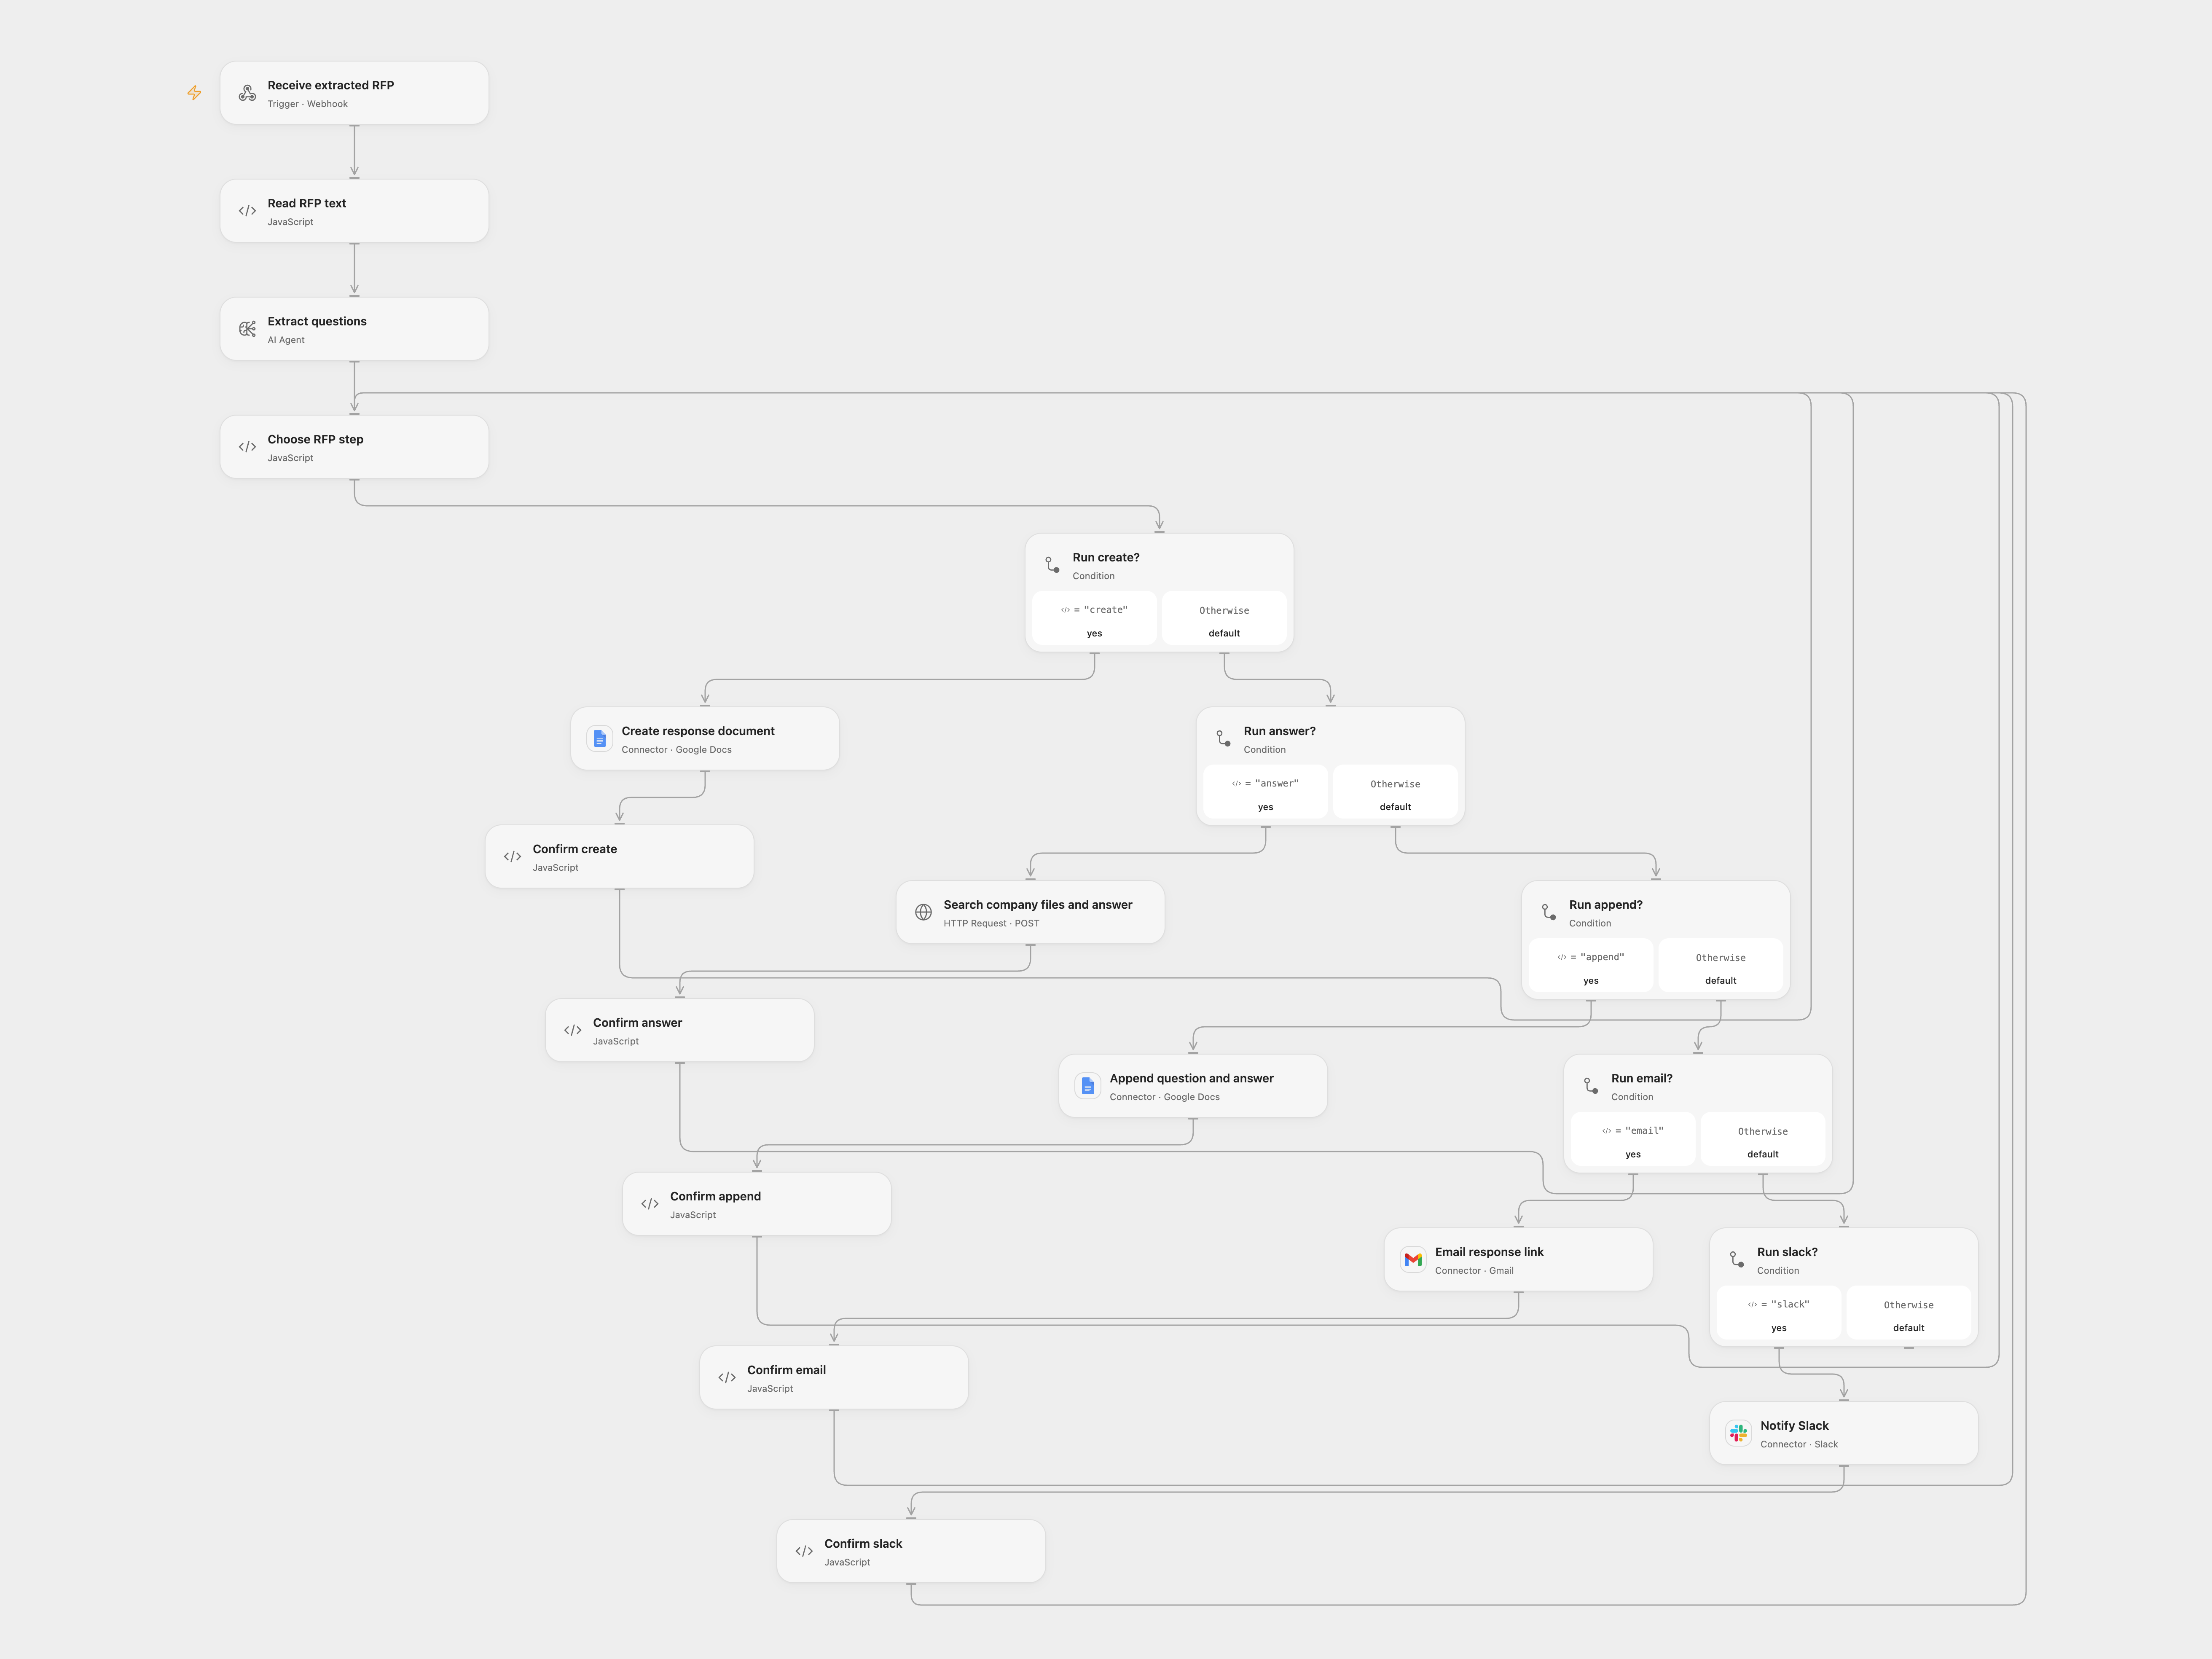 Receive extracted RFP
Trigger · Webhook
Read RFP text
JavaScript
Extract questions
AI Agent
Choose RFP step
JavaScript
Run create?
Condition
</> = "create"
yes
Otherwise
default
Create response document
Connector · Google Docs
Run answer?
Condition
</> = "answer"
yes
Otherwise
default
Confirm create
JavaScript
Search company files and answer
HTTP Request · POST
Run append?
Condition
</> = "append"
yes
Otherwise
default
Confirm answer
JavaScript
Append question and answer
Connector · Google Docs
Run email?
Condition
</> = "email"
yes
Otherwise
default
Confirm append
JavaScript
Email response link
Connector · Gmail
Run slack?
Condition
</> = "slack"
yes
Otherwise
default
Confirm email
JavaScript
Notify Slack
Connector · Slack
Confirm slack
JavaScript